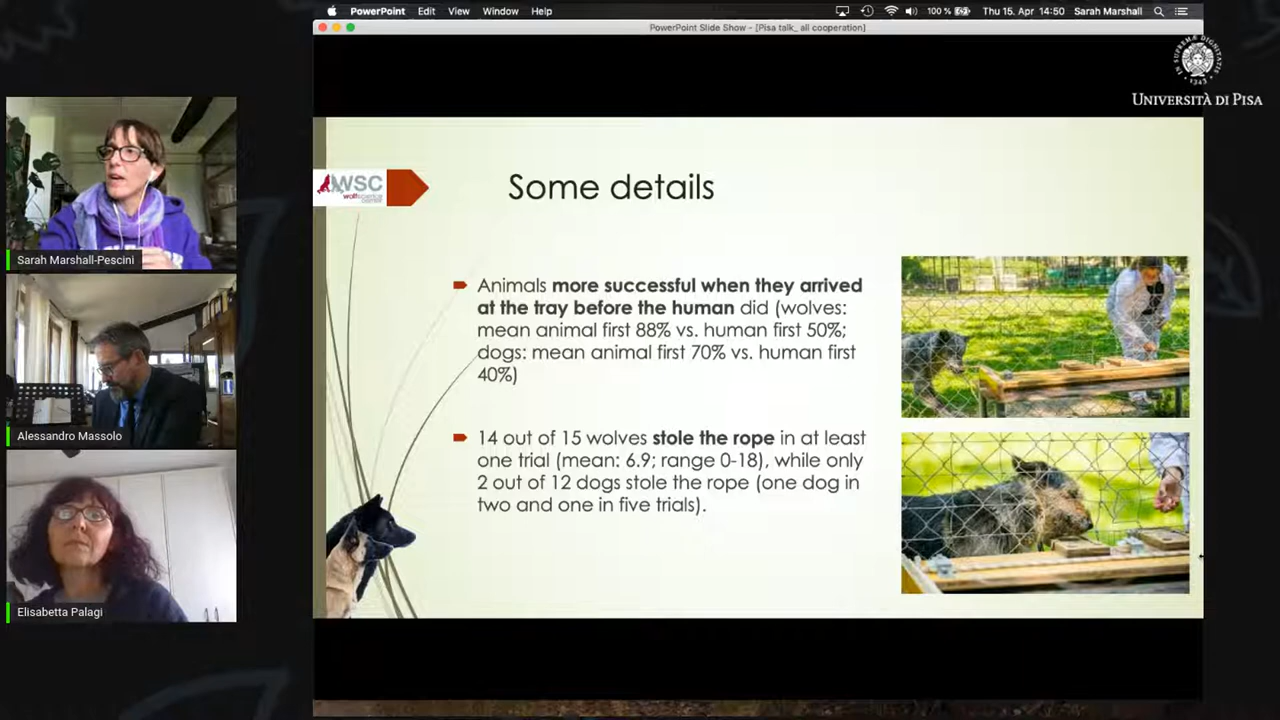 PowerPoint Edit View Window Help 100 % Thu 15. Apr 14:50 Sarah Marshall
PowerPoint Slide Show - [Pisa talk_ all cooperation]
IN SUPREMÆ DIGNITATIS
1343
UNIVERSITÀ DI PISA
WSC
wolfscience
center
Some details
Animals more successful when they arrived
at the tray before the human did (wolves:
mean animal first 88% vs. human first 50%;
dogs: mean animal first 70% vs. human first
40%)
14 out of 15 wolves stole the rope in at least
one trial (mean: 6.9; range 0-18), while only
2 out of 12 dogs stole the rope (one dog in
two and one in five trials).
Sarah Marshall-Pescini
Alessandro Massolo
Elisabetta Palagi